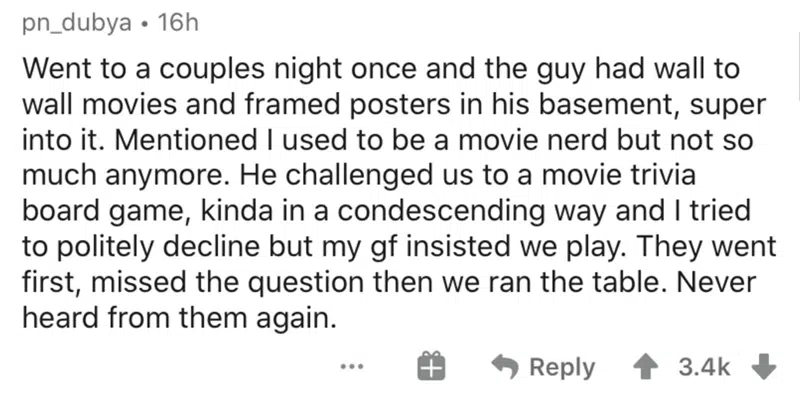 pn_dubya • 16h
Went to a couples night once and the guy had wall to
wall movies and framed posters in his basement, super
into it. Mentioned I used to be a movie nerd but not so
much anymore. He challenged us to a movie trivia
board game, kinda in a condescending way and I tried
to politely decline but my gf insisted we play. They went
first, missed the question then we ran the table. Never
heard from them again.
... Reply 3.4k